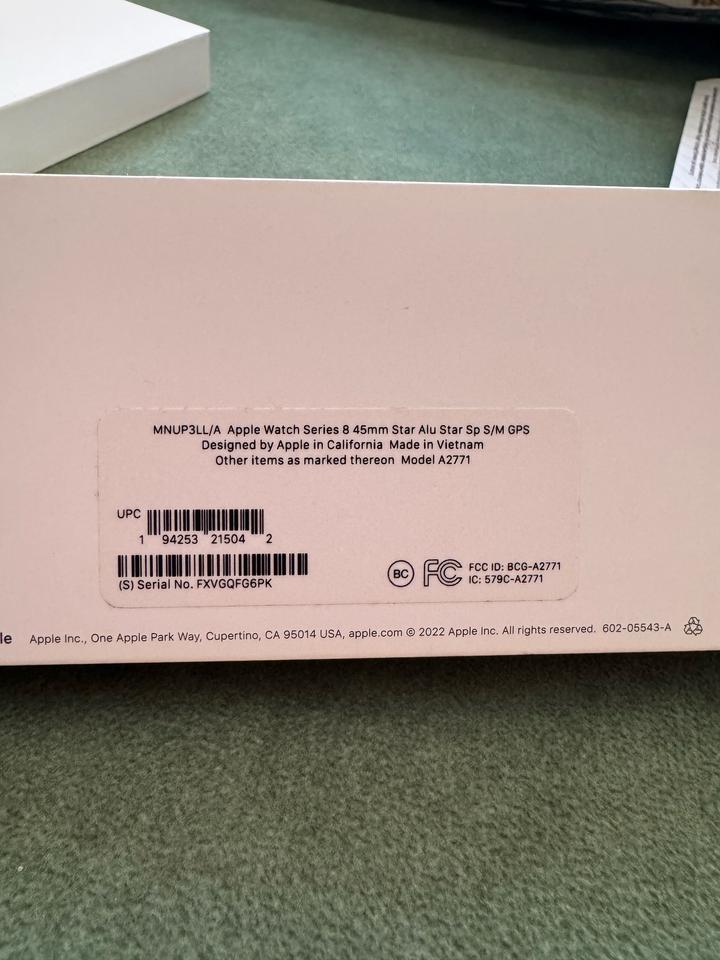 MNUP3LL/A Apple Watch Series 8 45mm Star Alu Star Sp S/M GPS
Designed by Apple in California Made in Vietnam
Other items as marked thereon Model A2771
UPC
1 94253 21504 2
(S) Serial No. FXVGQFG6PK
BC FC FCC ID: BCG-A2771
IC: 579C-A2771
le Apple Inc., One Apple Park Way, Cupertino, CA 95014 USA, apple.com © 2022 Apple Inc. All rights reserved. 602-05543-A